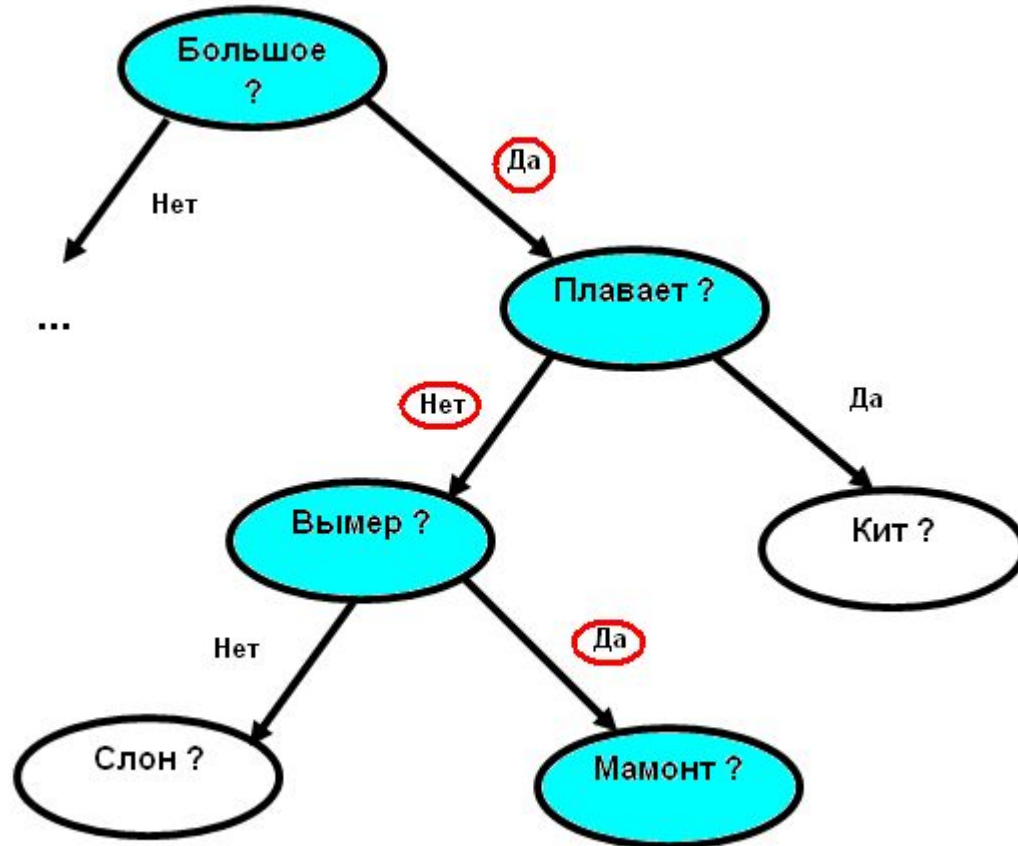 Большое
?
Да
Нет
Плавает ?
...
Нет
Да
Вымер ?
Кит ?
Нет
Да
Слон ?
Мамонт ?